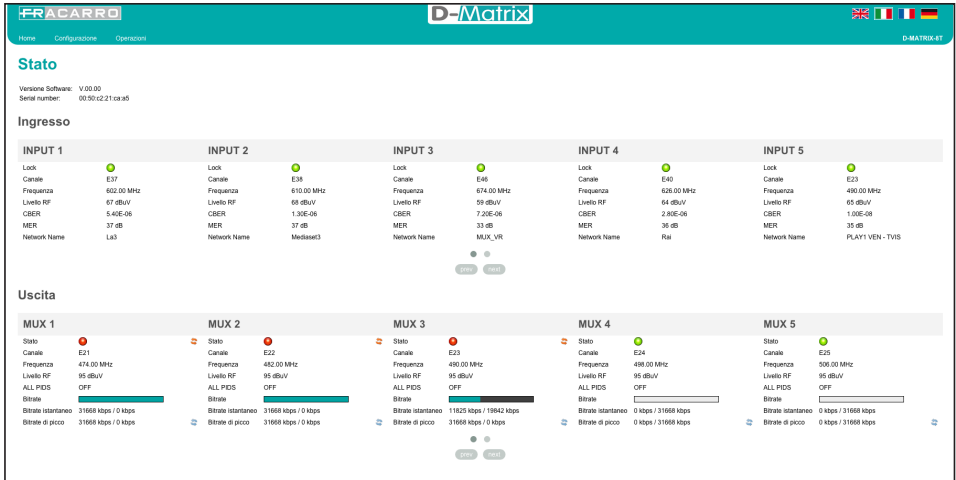 FRACARRO
D-Matrix
Home Configurazione Operazioni D-MATRIX-6T
Stato
Versione Software: V.00.00
Serial number: 00:50:c2:21:ca:a5
Ingresso
INPUT 1 INPUT 2 INPUT 3 INPUT 4 INPUT 5
Lock Lock Lock Lock Lock
Canale E37 Canale E38 Canale E46 Canale E40 Canale E23
Frequenza 602.00 MHz Frequenza 610.00 MHz Frequenza 674.00 MHz Frequenza 626.00 MHz Frequenza 490.00 MHz
Livello RF 67 dBuV Livello RF 68 dBuV Livello RF 59 dBuV Livello RF 64 dBuV Livello RF 65 dBuV
CBER 5.40E-06 CBER 1.30E-06 CBER 7.20E-06 CBER 2.80E-06 CBER 1.00E-08
MER 37 dB MER 37 dB MER 33 dB MER 36 dB MER 35 dB
Network Name La3 Network Name Mediaset3 Network Name MUX_VR Network Name Rai Network Name PLAY1 VEN - TVIS
prev next
Uscita
MUX 1 MUX 2 MUX 3 MUX 4 MUX 5
Stato Stato Stato Stato Stato
Canale E21 Canale E22 Canale E23 Canale E24 Canale E25
Frequenza 474.00 MHz Frequenza 482.00 MHz Frequenza 490.00 MHz Frequenza 498.00 MHz Frequenza 506.00 MHz
Livello RF 95 dBuV Livello RF 95 dBuV Livello RF 95 dBuV Livello RF 95 dBuV Livello RF 95 dBuV
ALL PIDS OFF ALL PIDS OFF ALL PIDS OFF ALL PIDS OFF ALL PIDS OFF
Bitrate Bitrate Bitrate Bitrate Bitrate
Bitrate istantaneo 31668 kbps / 0 kbps Bitrate istantaneo 31668 kbps / 0 kbps Bitrate istantaneo 11825 kbps / 19842 kbps Bitrate istantaneo 0 kbps / 31668 kbps Bitrate istantaneo 0 kbps / 31668 kbps
Bitrate di picco 31668 kbps / 0 kbps Bitrate di picco 31668 kbps / 0 kbps Bitrate di picco 31668 kbps / 0 kbps Bitrate di picco 0 kbps / 31668 kbps Bitrate di picco 0 kbps / 31668 kbps
prev next